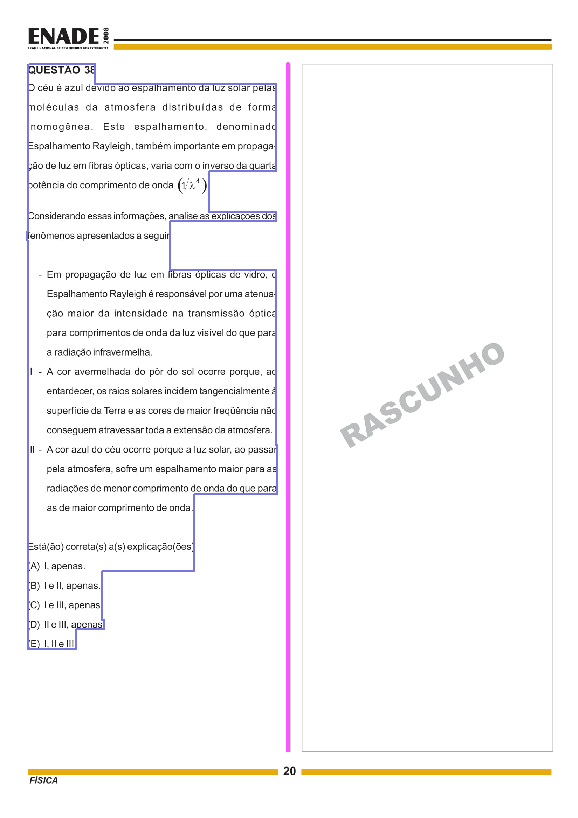 ENADE 2008
QUESTÃO 38
O céu é azul devido ao espalhamento da luz solar pelas
moléculas da atmosfera distribuídas de forma
inomogênea. Este espalhamento, denominado
Espalhamento Rayleigh, também importante em propaga-
ção de luz em fibras ópticas, varia com o inverso da quarta
potência do comprimento de onda (1/λ⁴)
Considerando essas informações, analise as explicações dos
fenômenos apresentados a seguir
- Em propagação de luz em fibras ópticas de vidro, o
Espalhamento Rayleigh é responsável por uma atenua-
ção maior da intensidade na transmissão óptica
para comprimentos de onda da luz visível do que para
a radiação infravermelha.
II - A cor avermelhada do pôr do sol ocorre porque, ao
entardecer, os raios solares incidem tangencialmente à
superfície da Terra e as cores de maior freqüência não
conseguem atravessar toda a extensão da atmosfera.
III - A cor azul do céu ocorre porque a luz solar, ao passar
pela atmosfera, sofre um espalhamento maior para as
radiações de menor comprimento de onda do que para
as de maior comprimento de onda.
Está(ão) correta(s) a(s) explicação(ões)
(A) I, apenas.
(B) I e II, apenas.
(C) I e III, apenas.
(D) II e III, apenas.
(E) I, II e III.
RASCUNHO
20
FÍSICA